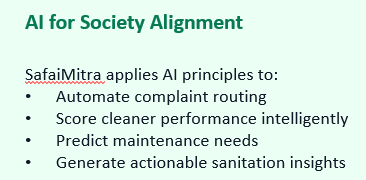 AI for Society Alignment
SafaiMitra applies AI principles to:
• Automate complaint routing
• Score cleaner performance intelligently
• Predict maintenance needs
• Generate actionable sanitation insights